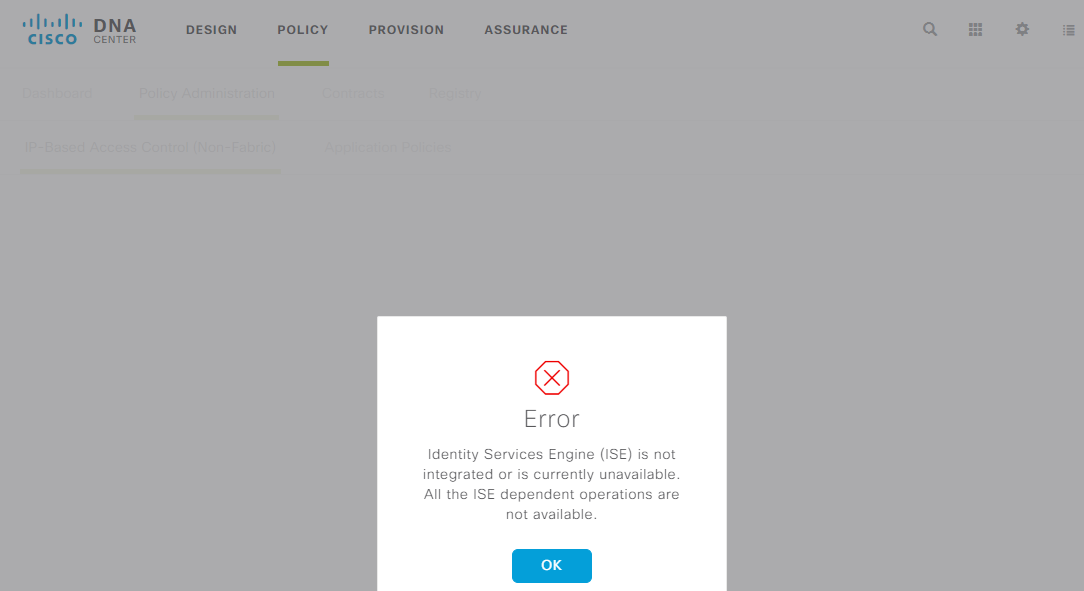 CISCO DNA CENTER
DESIGN POLICY PROVISION ASSURANCE
Dashboard Policy Administration Contracts Registry
IP-Based Access Control (Non-Fabric) Application Policies
Error
Identity Services Engine (ISE) is not
integrated or is currently unavailable.
All the ISE dependent operations are
not available.
OK